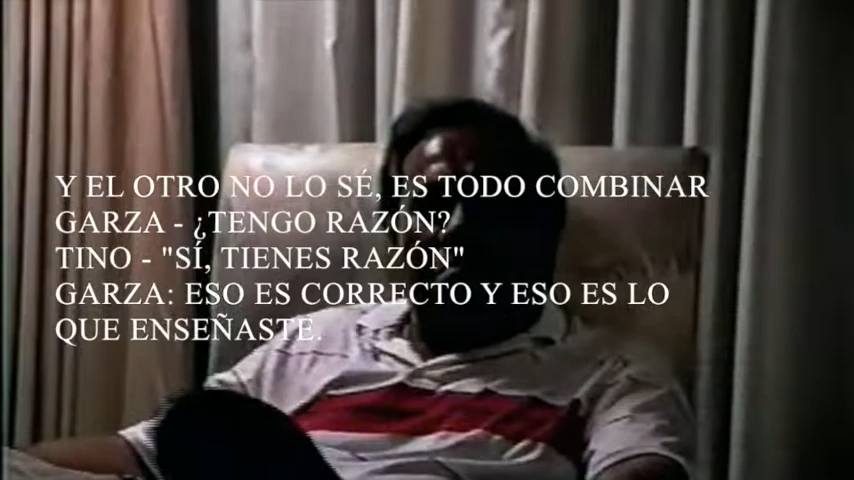 Y EL OTRO NO LO SÉ, ES TODO COMBINAR
GARZA - ¿TENGO RAZÓN?
TINO - "SÍ, TIENES RAZÓN"
GARZA: ESO ES CORRECTO Y ESO ES LO
QUE ENSEÑASTE.